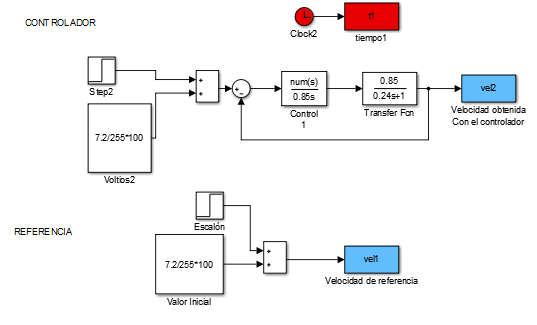 CONTROLADOR
t1
Clock2
tiempo1
Step2
+
+
+
-
num(s)
0.85s
Control
1
0.85
0.24s+1
Transfer Fcn
vel2
Velocidad obtenida
Con el controlador
7.2/255*100
Voltios2
REFERENCIA
Escalón
7.2/255*100
Valor Inicial
+
+
vel1
Velocidad de referencia